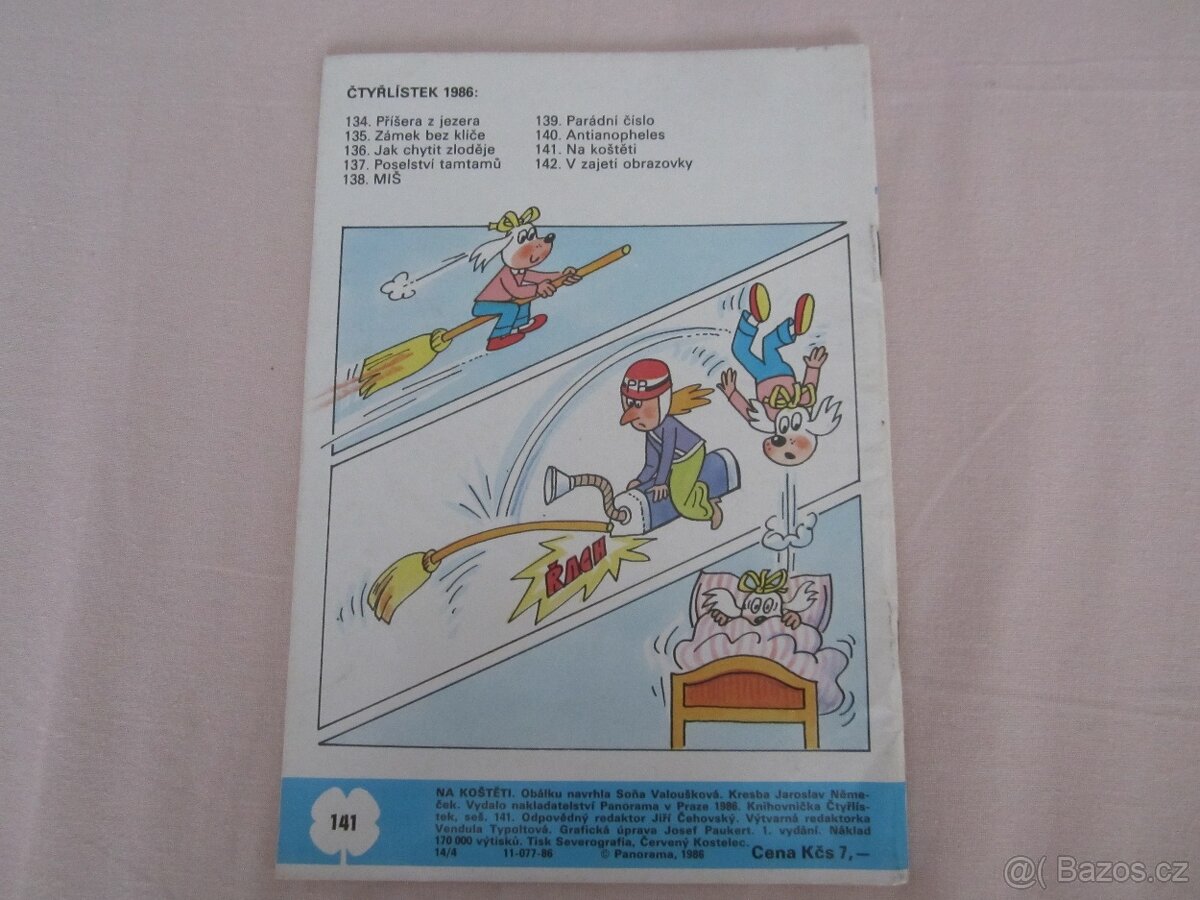 ČTYŘLÍSTEK 1986:
134. Příšera z jezera
135. Zámek bez klíče
136. Jak chytit zloděje
137. Poselství tamtamů
138. MIŠ
139. Parádní číslo
140. Antianopheles
141. Na koštěti
142. V zajetí obrazovky
ŘACH
141
NA KOŠTĚTI. Obálku navrhla Soňa Valoušková. Kresba Jaroslav Něme-
ček. Vydalo nakladatelství Panorama v Praze 1986. Knihovnička Čtyřlís-
tek, seš. 141. Odpovědný redaktor Jiří Čehovský. Výtvarná redaktorka
Vendula Typoltová. Grafická úprava Josef Paukert. 1. vydání. Náklad
170 000 výtisků. Tisk Severografia, Červený Kostelec.
14/4 11-077-86 © Panorama, 1986 Cena Kčs 7,—
@( Bazos.cz